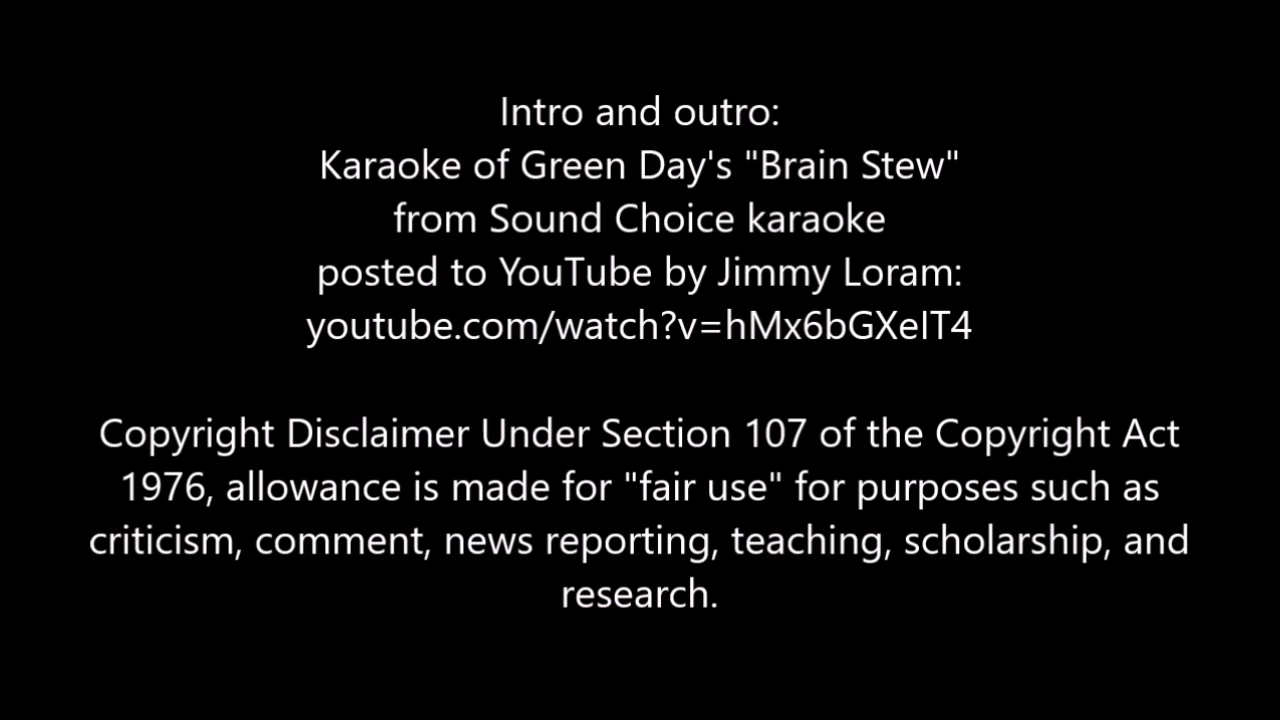 Intro and outro:
Karaoke of Green Day's "Brain Stew"
from Sound Choice karaoke
posted to YouTube by Jimmy Loram:
youtube.com/watch?v=hMx6bGXeIT4
Copyright Disclaimer Under Section 107 of the Copyright Act
1976, allowance is made for "fair use" for purposes such as
criticism, comment, news reporting, teaching, scholarship, and
research.